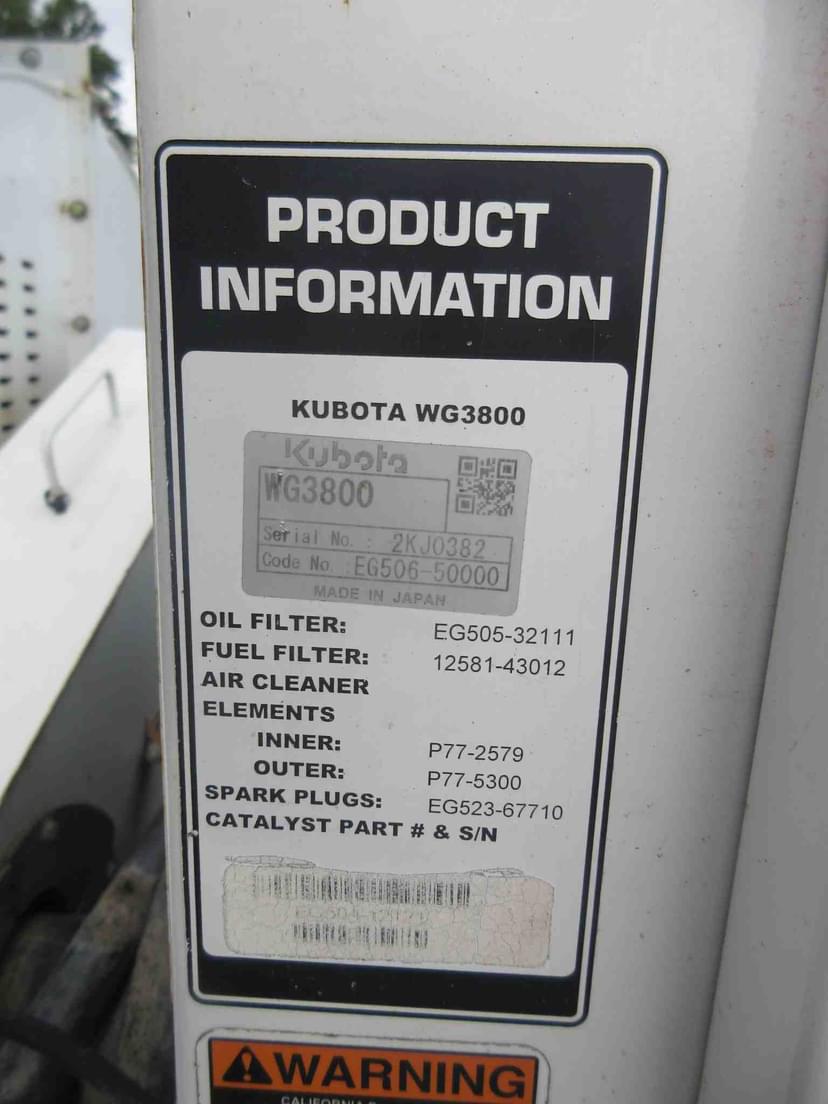 PRODUCT
INFORMATION
KUBOTA WG3800
Kubota
WG3800
Serial No. : 2KJ0382
Code No. :EG506-50000
MADE IN JAPAN
OIL FILTER: EG505-32111
FUEL FILTER: 12581-43012
AIR CLEANER
ELEMENTS
INNER: P77-2579
OUTER: P77-5300
SPARK PLUGS: EG523-67710
CATALYST PART # & S/N
WARNING
CALIFORNIA